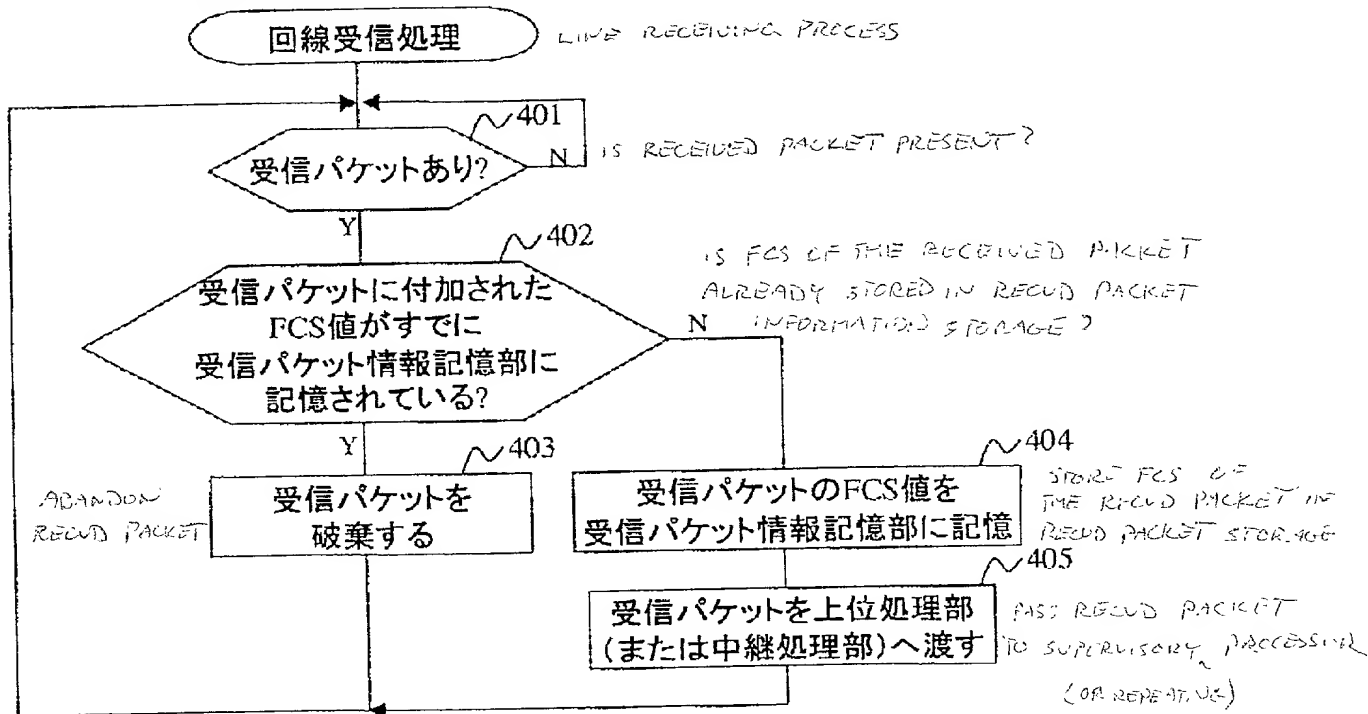 回線受信処理 LINE RECEIVING PROCESS
401
受信パケットあり? N IS RECEIVED PACKET PRESENT?
Y
402
受信パケットに付加された
FCS値がすでに
受信パケット情報記憶部に
記憶されている?
N
IS FCS OF THE RECEIVED PACKET
ALREADY STORED IN RECVD PACKET
INFORMATION STORAGE?
Y
403
受信パケットを
破棄する
ABANDON
RECVD PACKET
404
受信パケットのFCS値を
受信パケット情報記憶部に記憶
STORE FCS OF
THE RECVD PACKET IN
RECVD PACKET STORAGE
405
受信パケットを上位処理部
(または中継処理部)へ渡す
PASS RECVD PACKET
TO SUPERVISORY PROCESSOR
(OR REPEATING)